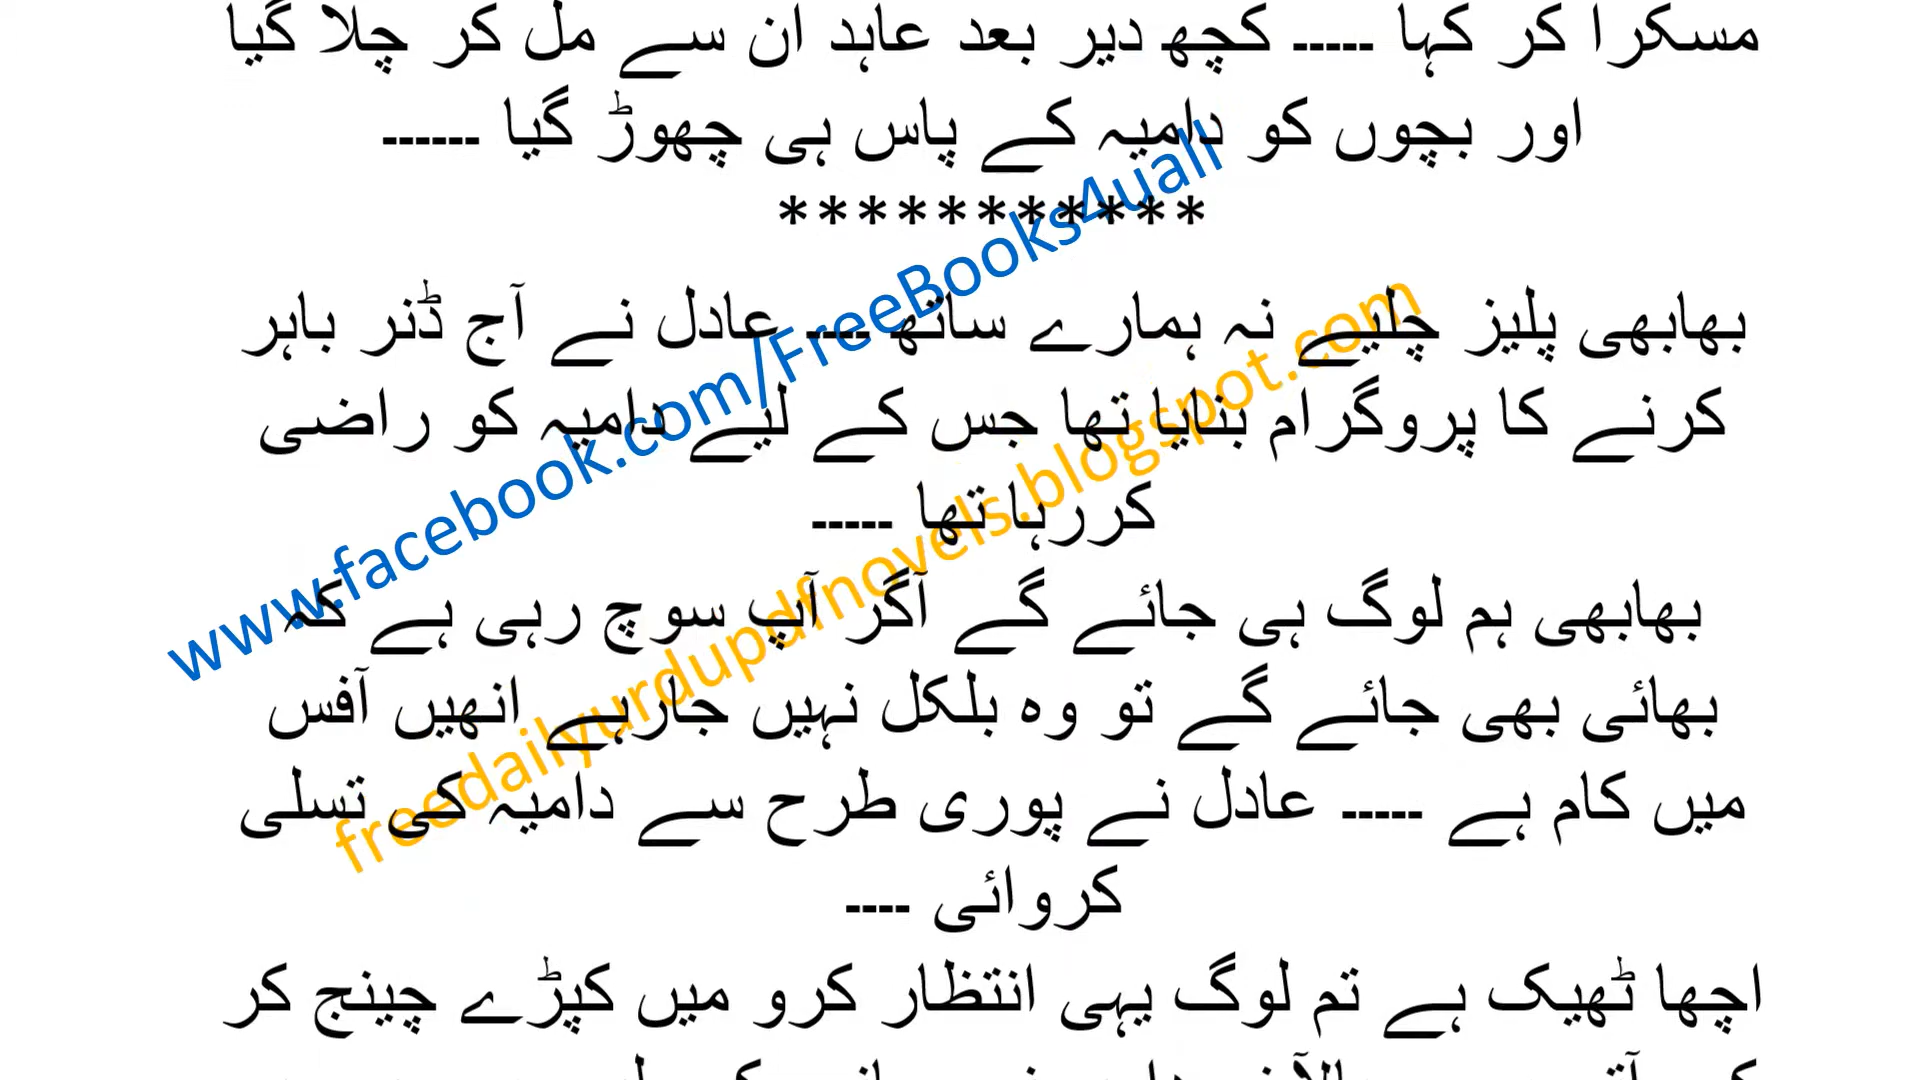 مسکرا کر کہا ----- کچھ دیر بعد عابد ان سے مل کر چلا گیا
اور بچوں کو دامیہ کے پاس ہی چھوڑ گیا ------
***********
بھابھی پلیز چلیے نہ ہمارے ساتھ ---- عادل نے آج ڈنر باہر
کرنے کا پروگرام بنایا تھا جس کے لیے دامیہ کو راضی
کررہا تھا -----
بھابھی ہم لوگ ہی جائے گے اگر آپ سوچ رہی ہے کہ
بھائی بھی جائے گے تو وہ بلکل نہیں جارہے انھیں آفس
میں کام ہے ----- عادل نے پوری طرح سے دامیہ کی تسلی
کروائی ----
اچھا ٹھیک ہے تم لوگ یہی انتظار کرو میں کپڑے چینج کر
www.facebook.com/FreeBooks4uali
freedailyurdupdfnovels.blogspot.com